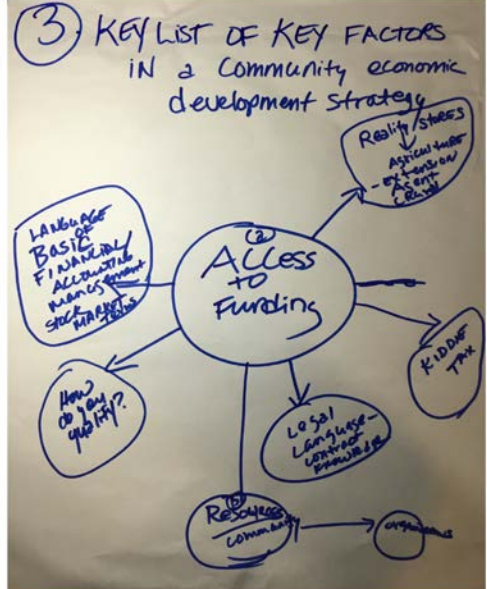 3. KEY LIST OF KEY FACTORS
IN a Community economic
development strategy
Reality STORES
AGRICULTURE
- EXTENSION
Agent
(Rural)
LANGUAGE
OF
BASIC
FINANCIAL/
ACCOUNTING
management
STOCK
MARKET
Terms
(a)
ACCess
to
Funding
KIDDIE
TAX
How
do you
qualify?
Legal
Language-
contract
Knowledge
(b)
Resources
community